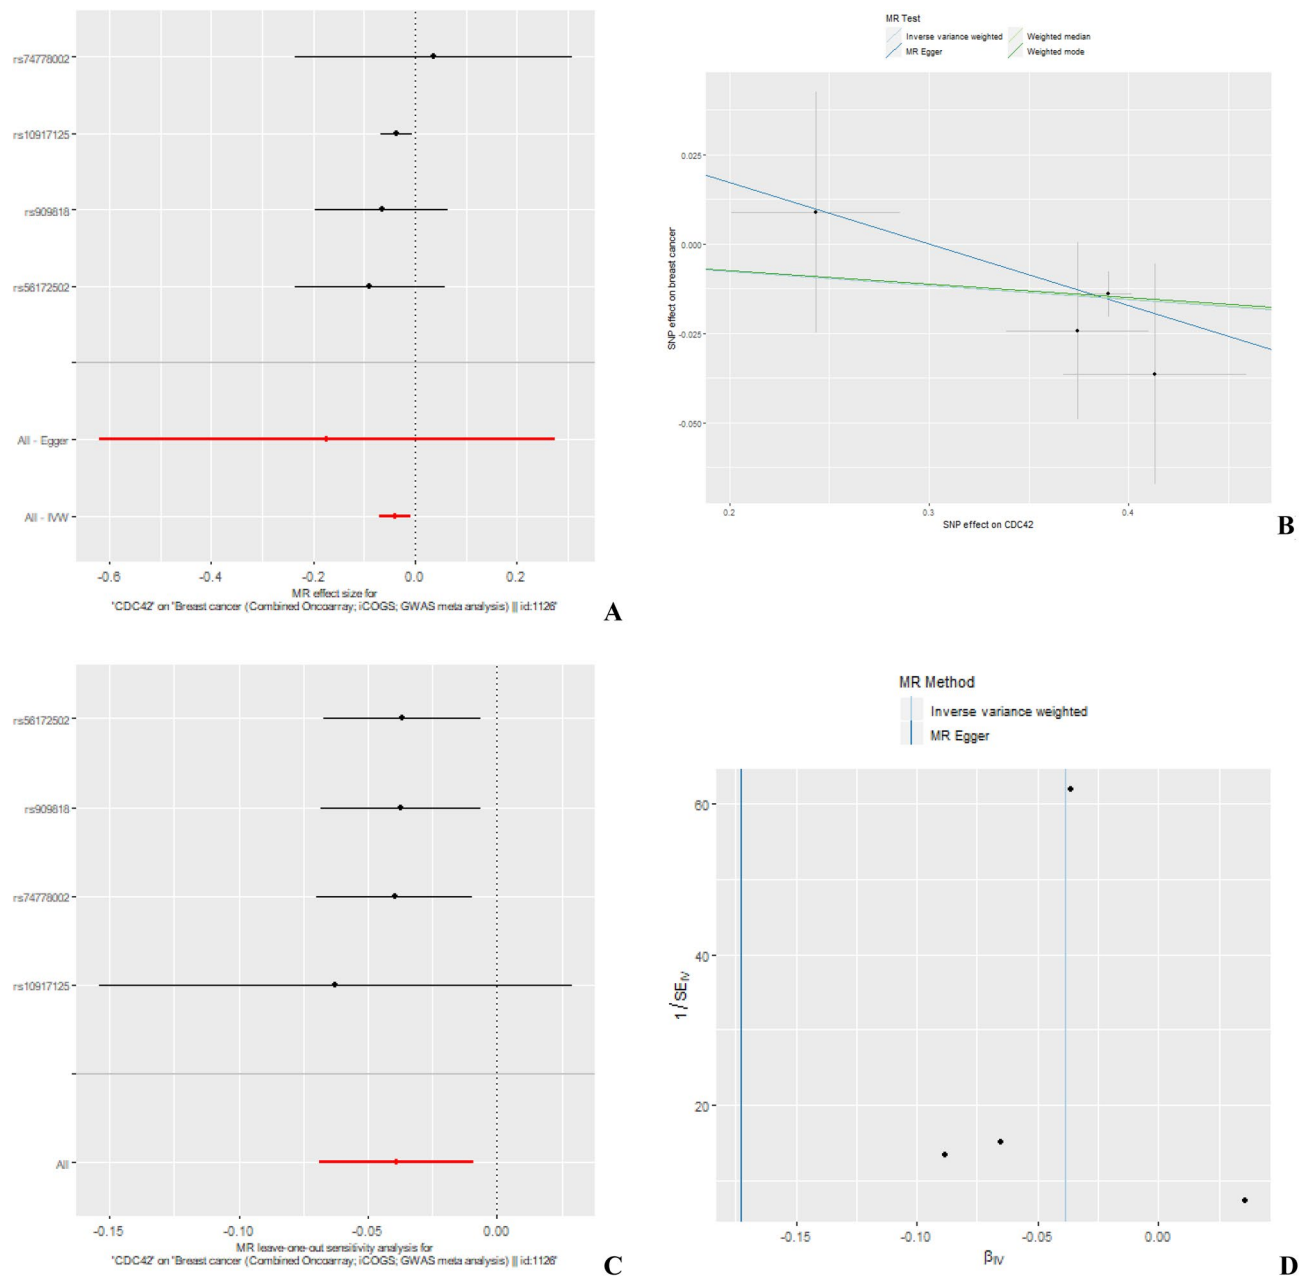 rs74778002
rs10917125
rs909818
rs56172502
All - Egger
All - IVW
-0.6 -0.4 -0.2 0.0 0.2
MR effect size for
'CDC42' on 'Breast cancer (Combined Oncoarray; iCOGS; GWAS meta analysis) || id:1126'
A
MR Test
Inverse variance weighted Weighted median
MR Egger Weighted mode
SNP effect on breast cancer
0.025
0.000
-0.025
-0.050
0.2 0.3 0.4
SNP effect on CDC42
B
rs56172502
rs909818
rs74778002
rs10917125
All
-0.15 -0.10 -0.05 0.00
MR leave-one-out sensitivity analysis for
'CDC42' on 'Breast cancer (Combined Oncoarray; iCOGS; GWAS meta analysis) || id:1126'
C
MR Method
Inverse variance weighted
MR Egger
1/SEIV
60
40
20
-0.15 -0.10 -0.05 0.00
βIV
D